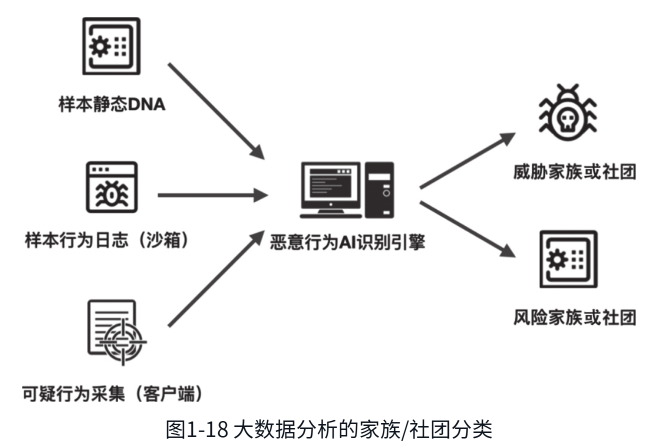 样本静态DNA
样本行为日志（沙箱）
可疑行为采集（客户端）
恶意行为AI识别引擎
威胁家族或社团
风险家族或社团
图1-18 大数据分析的家族/社团分类